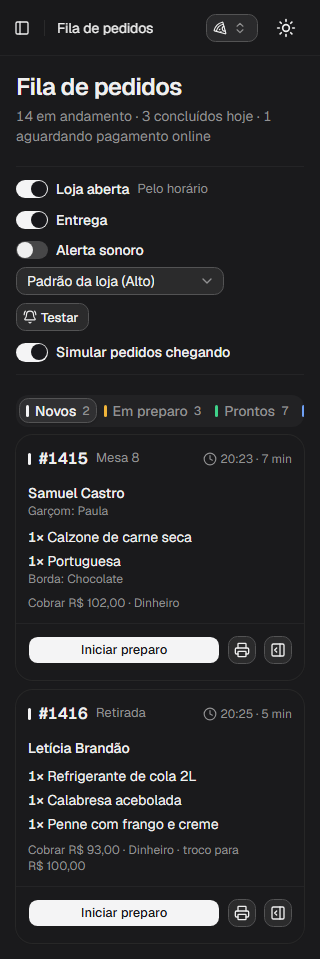 Fila de pedidos
Fila de pedidos
14 em andamento · 3 concluídos hoje · 1
aguardando pagamento online
Loja aberta Pelo horário
Entrega
Alerta sonoro
Padrão da loja (Alto)
Testar
Simular pedidos chegando
Novos 2 Em preparo 3 Prontos 7
#1415 Mesa 8 20:23 · 7 min
Samuel Castro
Garçom: Paula
1× Calzone de carne seca
1× Portuguesa
Borda: Chocolate
Cobrar R$ 102,00 · Dinheiro
Iniciar preparo
#1416 Retirada 20:25 · 5 min
Letícia Brandão
1× Refrigerante de cola 2L
1× Calabresa acebolada
1× Penne com frango e creme
Cobrar R$ 93,00 · Dinheiro · troco para
R$ 100,00
Iniciar preparo